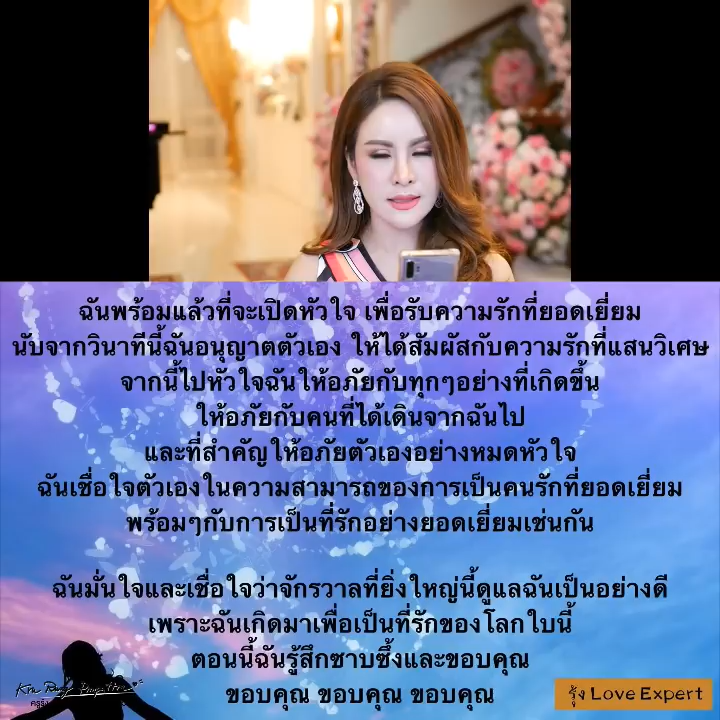 ฉันพร้อมแล้วที่จะเปิดหัวใจ เพื่อรับความรักที่ยอดเยี่ยม
นับจากวินาทีนี้ฉันอนุญาตตัวเอง ให้ได้สัมผัสกับความรักที่แสนวิเศษ
จากนี้ไปหัวใจฉันให้อภัยกับทุกๆอย่างที่เกิดขึ้น
ให้อภัยกับคนที่ได้เดินจากฉันไป
และที่สำคัญให้อภัยตัวเองอย่างหมดหัวใจ
ฉันเชื่อใจตัวเองในความสามารถของการเป็นคนรักที่ยอดเยี่ยม
พร้อมๆกับการเป็นที่รักอย่างยอดเยี่ยมเช่นกัน
ฉันมั่นใจและเชื่อใจว่าจักรวาลที่ยิ่งใหญ่นี้ดูแลฉันเป็นอย่างดี
เพราะฉันเกิดมาเพื่อเป็นที่รักของโลกใบนี้
ตอนนี้ฉันรู้สึกซาบซึ้งและขอบคุณ
ขอบคุณ ขอบคุณ ขอบคุณ
ครูรุ้ง
รุ้ง Love Expert